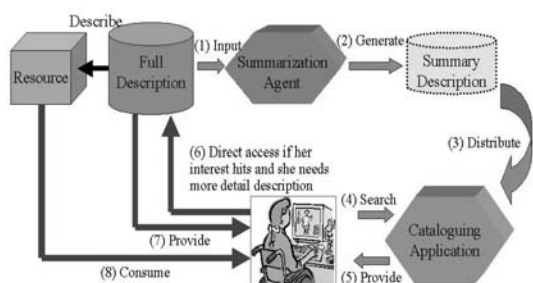 Describe
Resource
Full
Description
(1) Input
Summarization
Agent
(2) Generate
Summary
Description
(3) Distribute
(6) Direct access if her
interest hits and she needs
more detail description
(4) Search
(7) Provide
Cataloguing
Application
(5) Provide
(8) Consume